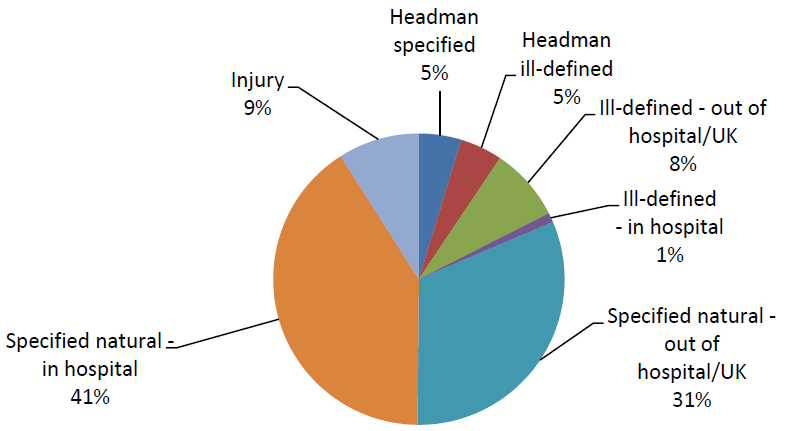 Headman
specified
5%
Headman
ill-defined
5%
Ill-defined - out of
hospital/UK
8%
Ill-defined
- in hospital
1%
Specified natural -
out of
hospital/UK
31%
Specified natural -
in hospital
41%
Injury
9%